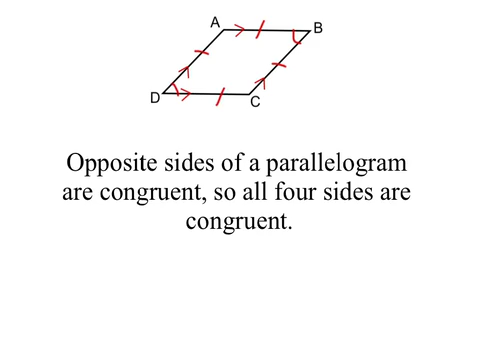 A
B
D
C
Opposite sides of a parallelogram
are congruent, so all four sides are
congruent.